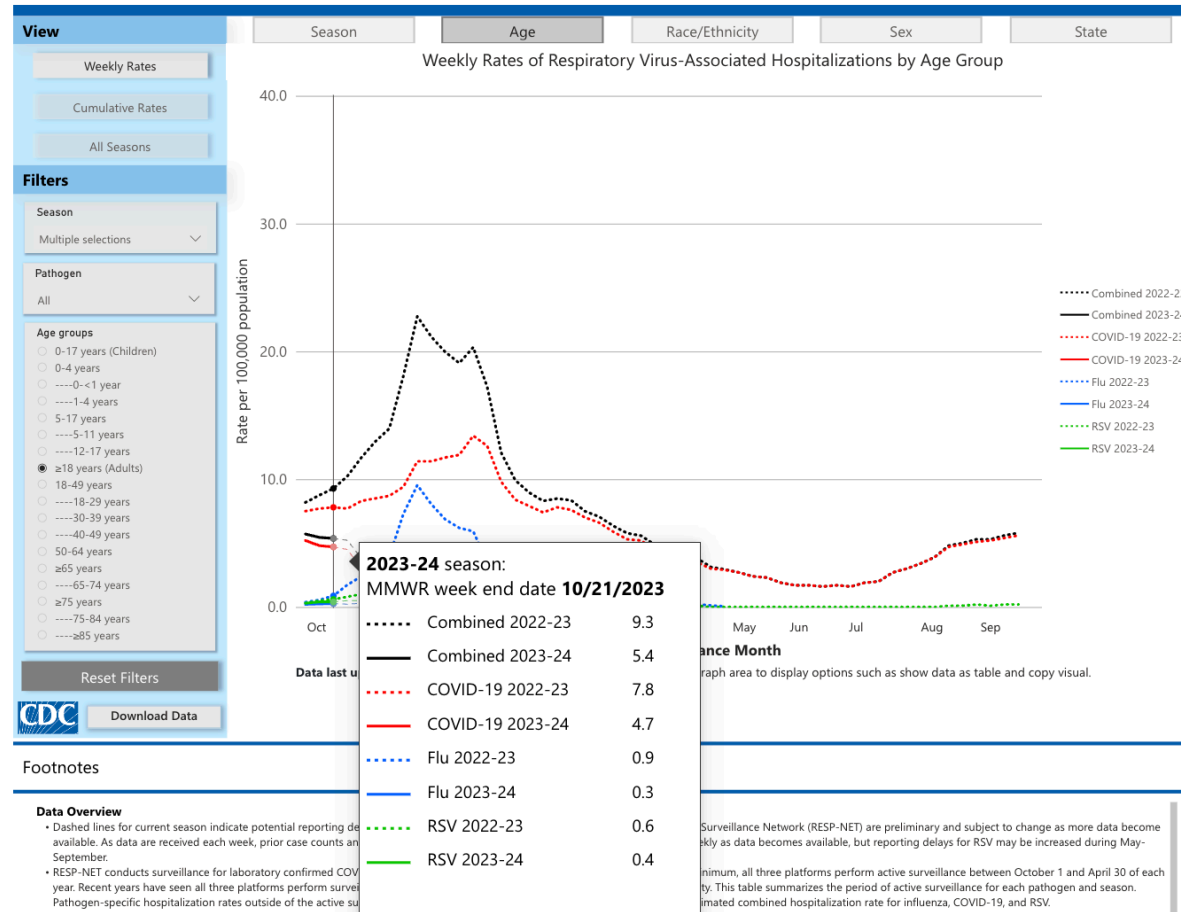 View
Season
Age
Race/Ethnicity
Sex
State
Weekly Rates
Cumulative Rates
All Seasons
Filters
Season
Multiple selections
Pathogen
All
Age groups
0-17 years (Children)
0-4 years
----0-<1 year
----1-4 years
5-17 years
----5-11 years
----12-17 years
≥18 years (Adults)
18-49 years
----18-29 years
----30-39 years
----40-49 years
50-64 years
≥65 years
----65-74 years
≥75 years
----75-84 years
----≥85 years
Reset Filters
CDC
Download Data
Weekly Rates of Respiratory Virus-Associated Hospitalizations by Age Group
Rate per 100,000 population
40.0
30.0
20.0
10.0
0.0
Oct
May
Jun
Jul
Aug
Sep
Month
Combined 2022-2
Combined 2023-24
COVID-19 2022-23
COVID-19 2023-24
Flu 2022-23
Flu 2023-24
RSV 2022-23
RSV 2023-24
Data last
raph area to display options such as show data as table and copy visual.
2023-24 season:
MMWR week end date 10/21/2023
Combined 2022-23 9.3
Combined 2023-24 5.4
COVID-19 2022-23 7.8
COVID-19 2023-24 4.7
Flu 2022-23 0.9
Flu 2023-24 0.3
RSV 2022-23 0.6
RSV 2023-24 0.4
Footnotes
Data Overview
• Dashed lines for current season indicate potential reporting de
Surveillance Network (RESP-NET) are preliminary and subject to change as more data become
available. As data are received each week, prior case counts an
kly as data becomes available, but reporting delays for RSV may be increased during May-
September.
• RESP-NET conducts surveillance for laboratory confirmed COV
nimum, all three platforms perform active surveillance between October 1 and April 30 of each
year. Recent years have seen all three platforms perform survei
ty. This table summarizes the period of active surveillance for each pathogen and season.
Pathogen-specific hospitalization rates outside of the active su
imated combined hospitalization rate for influenza, COVID-19, and RSV.